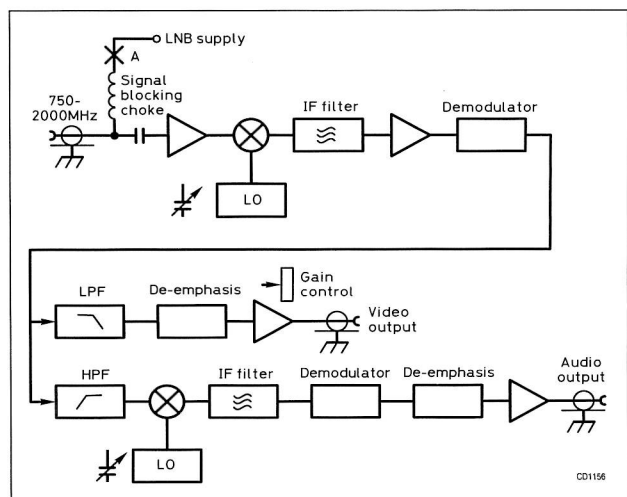 LNB supply
A
Signal
blocking
choke
750-
2000MHz
IF filter
Demodulator
LO
LPF
De-emphasis
Gain
control
Video
output
HPF
IF filter
Demodulator
De-emphasis
Audio
output
LO
CD1156